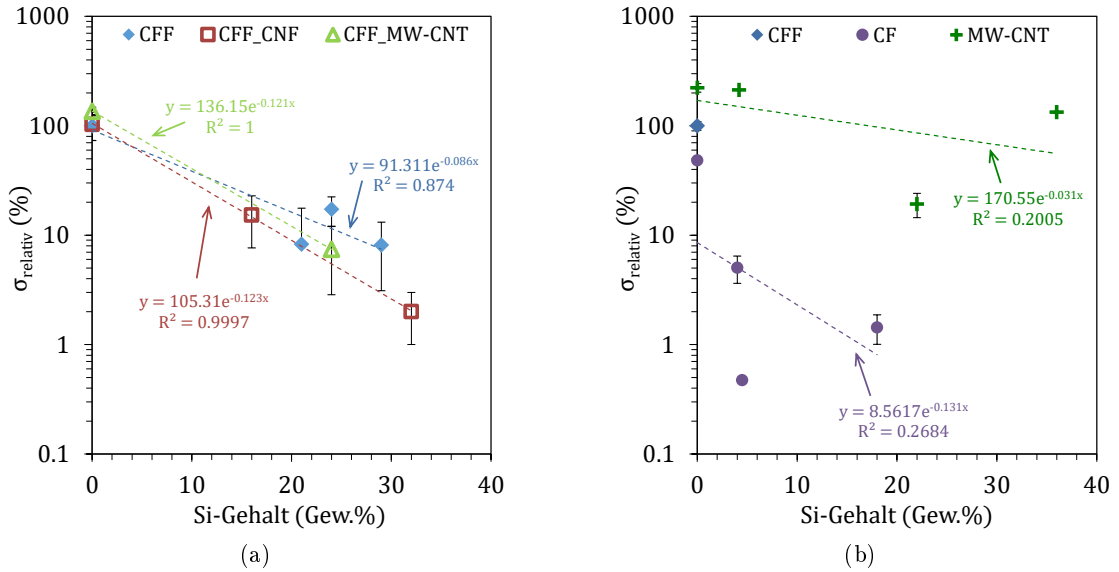 1000
100
10
1
0.1
σrelativ (%)
CFF CFF_CNF CFF_MW-CNT
y = 136.15e^-0.121x
R² = 1
y = 91.311e^-0.086x
R² = 0.874
y = 105.31e^-0.123x
R² = 0.9997
0 10 20 30 40
Si-Gehalt (Gew.%)
(a)
1000
100
10
1
0.1
σrelativ (%)
CFF CF MW-CNT
y = 170.55e^-0.031x
R² = 0.2005
y = 8.5617e^-0.131x
R² = 0.2684
0 10 20 30 40
Si-Gehalt (Gew.%)
(b)